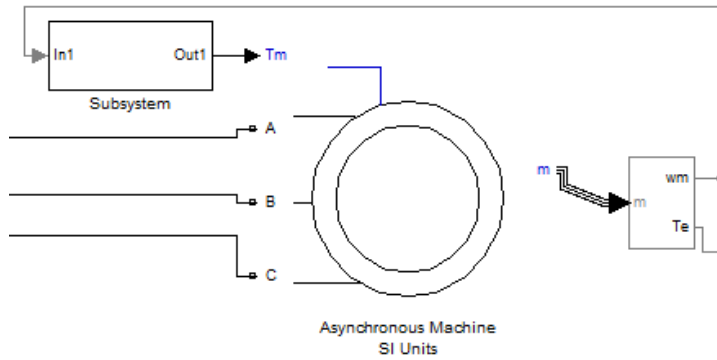 In1
Out1
Tm
Subsystem
A
B
C
m
m
wm
Te
Asynchronous Machine
SI Units